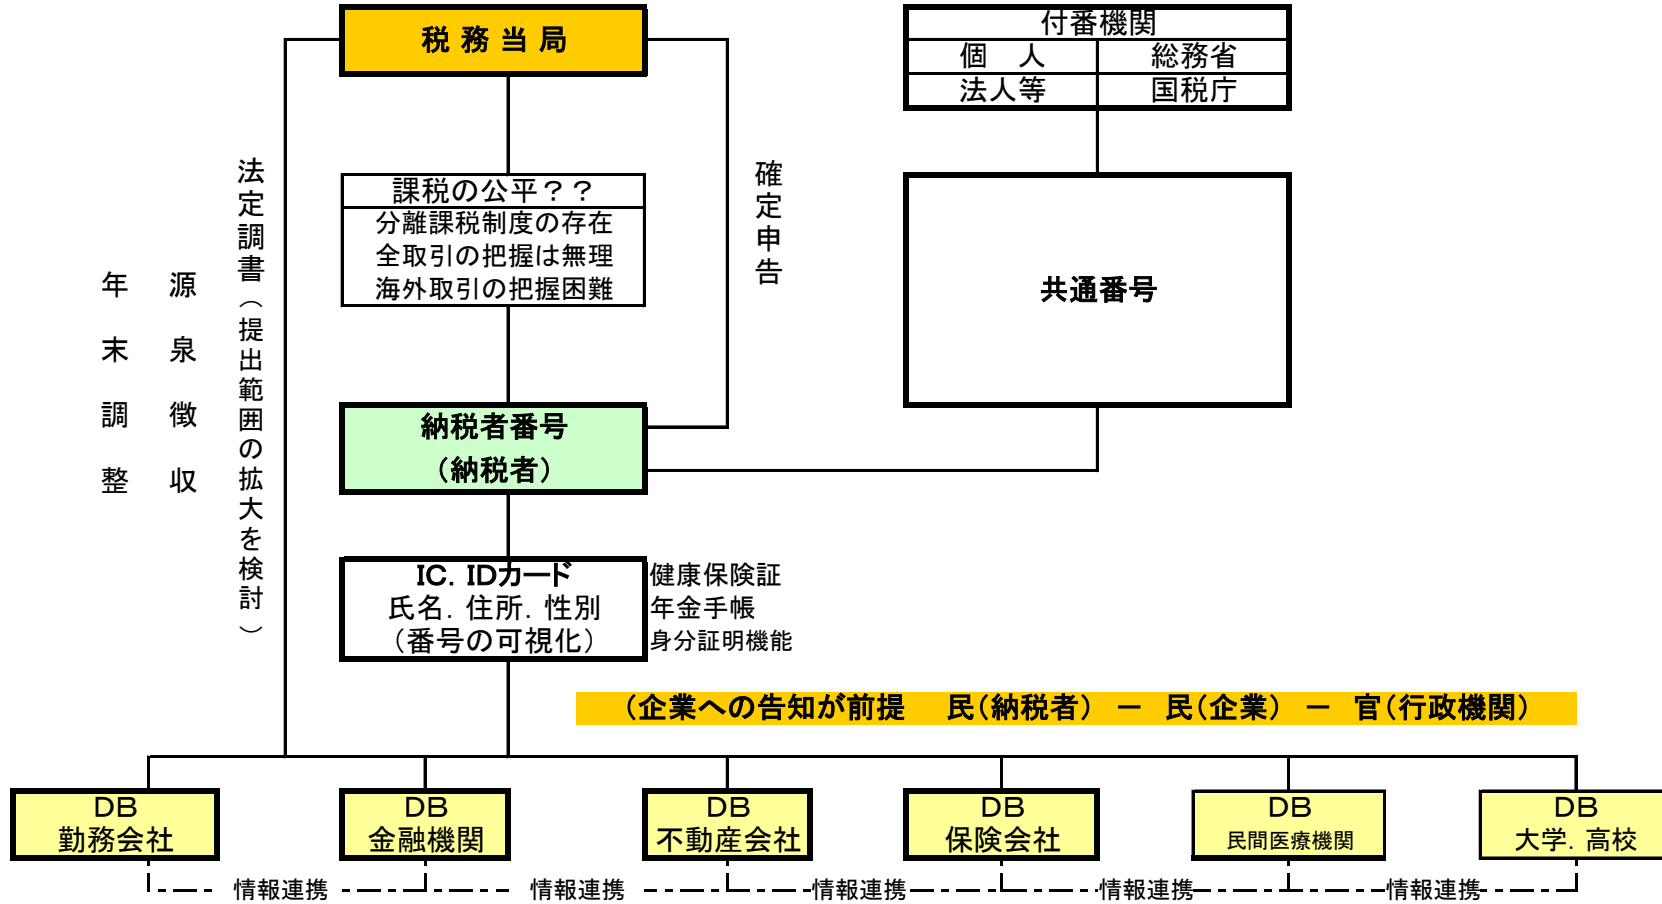 税務当局
付番機関
個　人　総務省
法人等　国税庁
課税の公平？？
分離課税制度の存在
全取引の把握は無理
海外取引の把握困難
確定申告
法定調書（提出範囲の拡大を検討）
源泉徴収
年末調整
共通番号
納税者番号
（納税者）
IC．IDカード
氏名．住所．性別
（番号の可視化）
健康保険証
年金手帳
身分証明機能
（企業への告知が前提　民（納税者）－　民（企業）－　官（行政機関）
DB
勤務会社
DB
金融機関
DB
不動産会社
DB
保険会社
DB
民間医療機関
DB
大学．高校
情報連携
情報連携
情報連携
情報連携
情報連携